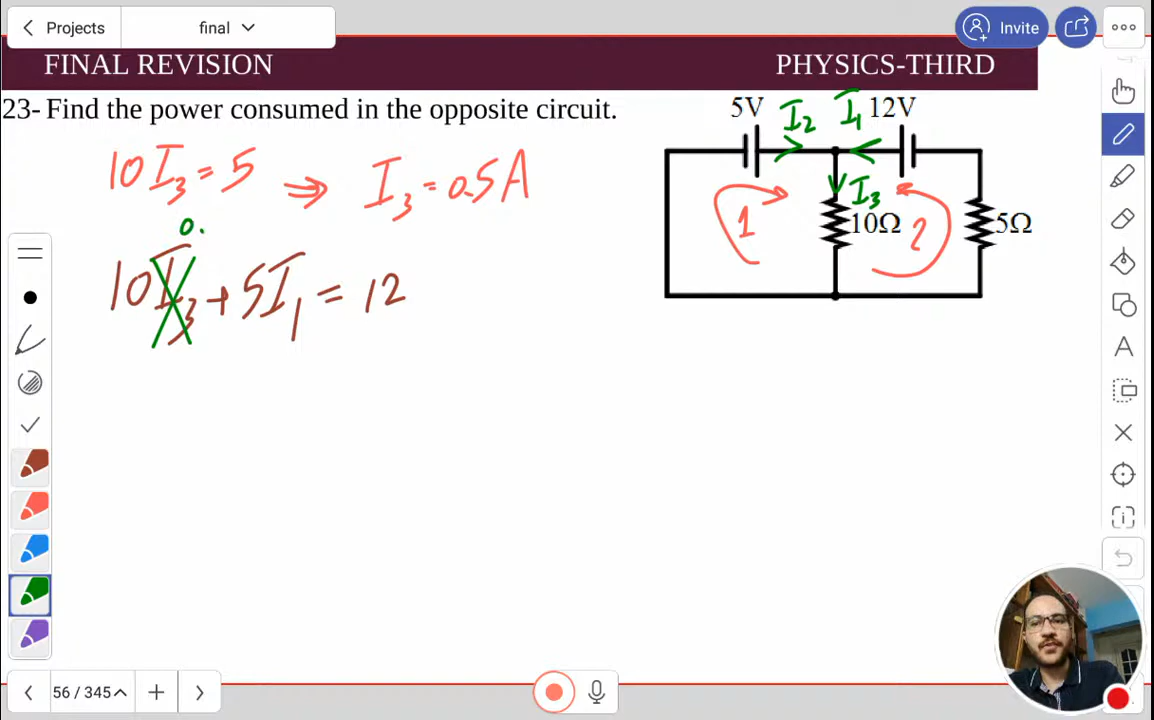 Projects
final
Invite
FINAL REVISION
PHYSICS-THIRD
23- Find the power consumed in the opposite circuit.
5V
I₂
I₁
12V
10I₃ = 5 ⇒ I₃ = 0.5A
I₃
1
10Ω
2
5Ω
0.
10I₃ + 5I₁ = 12
A
56 / 345